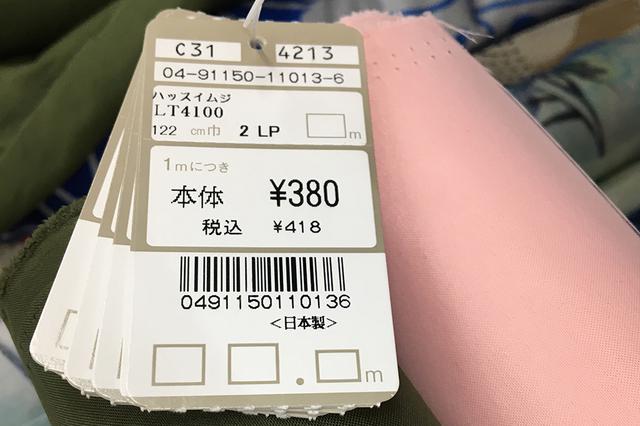 C31 4213
04-91150-11013-6
ハッスイムジ
LT4100
122 cm巾 2 LP m
1mにつき
本体 ¥380
税込 ¥418
0491150110136
<日本製>
. m